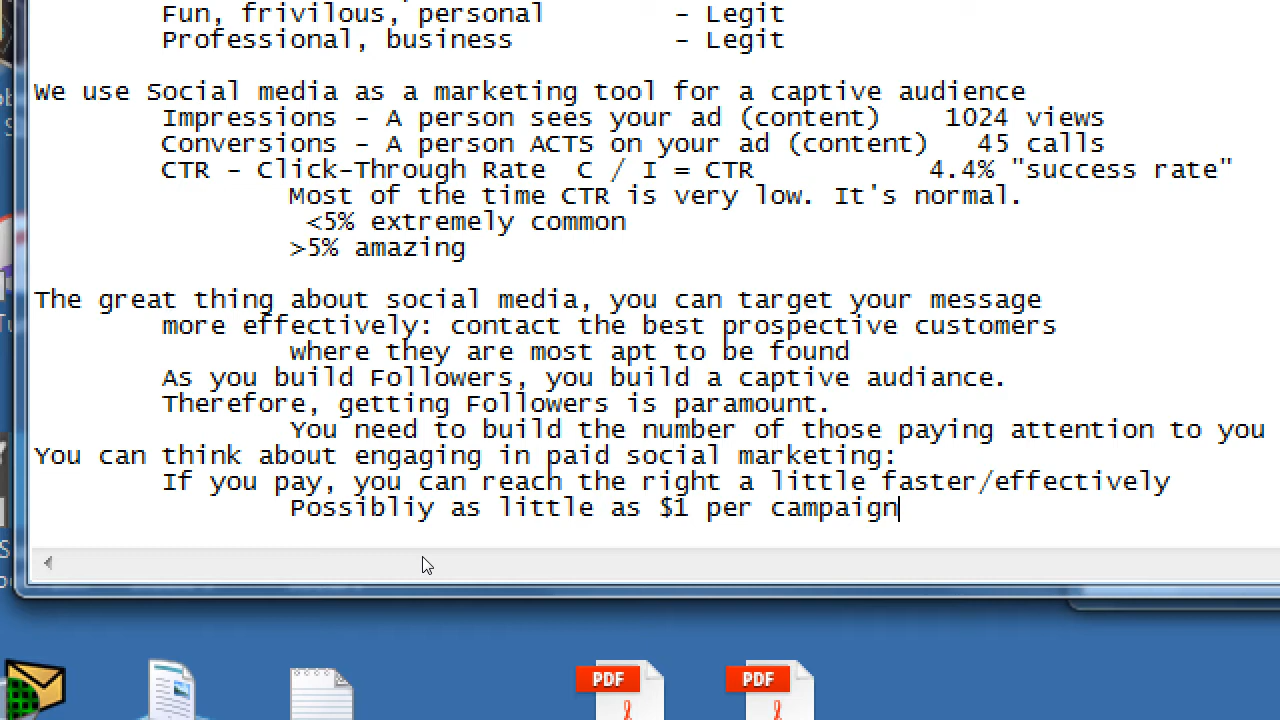 Fun, frivilous, personal - Legit
Professional, business - Legit
We use Social media as a marketing tool for a captive audience
Impressions - A person sees your ad (content) 1024 views
Conversions - A person ACTS on your ad (content) 45 calls
CTR - Click-Through Rate C / I = CTR 4.4% "success rate"
Most of the time CTR is very low. It's normal.
<5% extremely common
>5% amazing
The great thing about social media, you can target your message
more effectively: contact the best prospective customers
where they are most apt to be found
As you build Followers, you build a captive audiance.
Therefore, getting Followers is paramount.
You need to build the number of those paying attention to you
You can think about engaging in paid social marketing:
If you pay, you can reach the right a little faster/effectively
Possibliy as little as $1 per campaign
PDF PDF